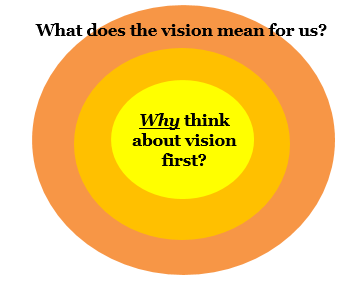 What does the vision mean for us?
Why think
about vision
first?